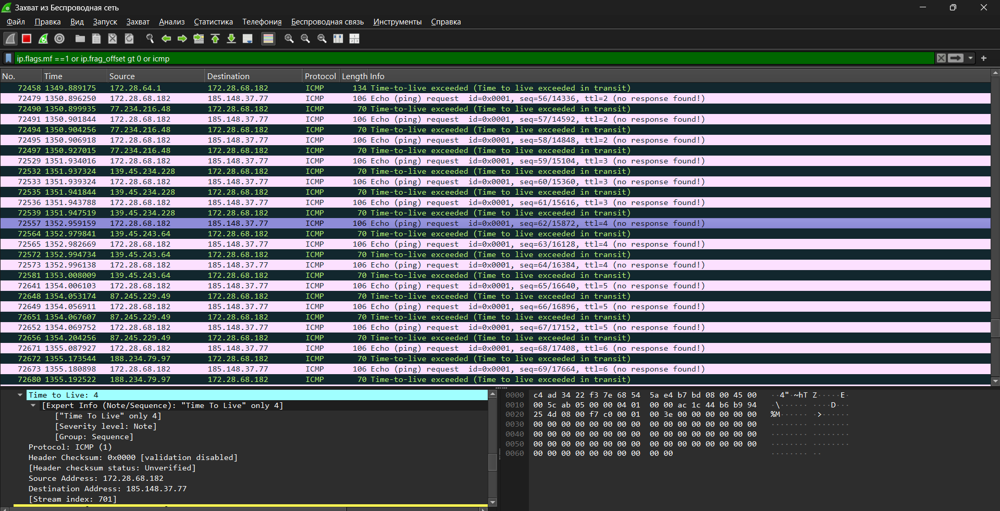 Захват из Беспроводная сеть
Файл Правка Вид Запуск Захват Анализ Статистика Телефония Беспроводная связь Инструменты Справка
ip.flags.mf ==1 or ip.frag_offset gt 0 or icmp
No. Time Source Destination Protocol Length Info
72458 1349.889175 172.28.64.1 172.28.68.182 ICMP 134 Time-to-live exceeded (Time to live exceeded in transit)
72479 1350.896250 172.28.68.182 185.148.37.77 ICMP 106 Echo (ping) request id=0x0001, seq=56/14336, ttl=2 (no response found!)
72490 1350.899935 77.234.216.48 172.28.68.182 ICMP 70 Time-to-live exceeded (Time to live exceeded in transit)
72491 1350.901844 172.28.68.182 185.148.37.77 ICMP 106 Echo (ping) request id=0x0001, seq=57/14592, ttl=2 (no response found!)
72494 1350.904256 77.234.216.48 172.28.68.182 ICMP 70 Time-to-live exceeded (Time to live exceeded in transit)
72495 1350.906918 172.28.68.182 185.148.37.77 ICMP 106 Echo (ping) request id=0x0001, seq=58/14848, ttl=2 (no response found!)
72497 1350.927015 77.234.216.48 172.28.68.182 ICMP 70 Time-to-live exceeded (Time to live exceeded in transit)
72529 1351.934016 172.28.68.182 185.148.37.77 ICMP 106 Echo (ping) request id=0x0001, seq=59/15104, ttl=3 (no response found!)
72532 1351.937324 139.45.234.228 172.28.68.182 ICMP 70 Time-to-live exceeded (Time to live exceeded in transit)
72533 1351.939324 172.28.68.182 185.148.37.77 ICMP 106 Echo (ping) request id=0x0001, seq=60/15360, ttl=3 (no response found!)
72535 1351.941844 139.45.234.228 172.28.68.182 ICMP 70 Time-to-live exceeded (Time to live exceeded in transit)
72536 1351.943788 172.28.68.182 185.148.37.77 ICMP 106 Echo (ping) request id=0x0001, seq=61/15616, ttl=3 (no response found!)
72539 1351.947519 139.45.234.228 172.28.68.182 ICMP 70 Time-to-live exceeded (Time to live exceeded in transit)
72557 1352.959159 172.28.68.182 185.148.37.77 ICMP 106 Echo (ping) request id=0x0001, seq=62/15872, ttl=4 (no response found!)
72564 1352.979841 139.45.243.64 172.28.68.182 ICMP 70 Time-to-live exceeded (Time to live exceeded in transit)
72565 1352.982669 172.28.68.182 185.148.37.77 ICMP 106 Echo (ping) request id=0x0001, seq=63/16128, ttl=4 (no response found!)
72572 1352.994734 139.45.243.64 172.28.68.182 ICMP 70 Time-to-live exceeded (Time to live exceeded in transit)
72573 1352.996138 172.28.68.182 185.148.37.77 ICMP 106 Echo (ping) request id=0x0001, seq=64/16384, ttl=4 (no response found!)
72581 1353.008009 139.45.243.64 172.28.68.182 ICMP 70 Time-to-live exceeded (Time to live exceeded in transit)
72641 1354.006103 172.28.68.182 185.148.37.77 ICMP 106 Echo (ping) request id=0x0001, seq=65/16640, ttl=5 (no response found!)
72648 1354.053174 87.245.229.49 172.28.68.182 ICMP 70 Time-to-live exceeded (Time to live exceeded in transit)
72649 1354.056911 172.28.68.182 185.148.37.77 ICMP 106 Echo (ping) request id=0x0001, seq=66/16896, ttl=5 (no response found!)
72651 1354.067607 87.245.229.49 172.28.68.182 ICMP 70 Time-to-live exceeded (Time to live exceeded in transit)
72652 1354.069752 172.28.68.182 185.148.37.77 ICMP 106 Echo (ping) request id=0x0001, seq=67/17152, ttl=5 (no response found!)
72656 1354.204256 87.245.229.49 172.28.68.182 ICMP 70 Time-to-live exceeded (Time to live exceeded in transit)
72671 1355.087927 172.28.68.182 185.148.37.77 ICMP 106 Echo (ping) request id=0x0001, seq=68/17408, ttl=6 (no response found!)
72672 1355.173544 188.234.79.97 172.28.68.182 ICMP 70 Time-to-live exceeded (Time to live exceeded in transit)
72673 1355.180898 172.28.68.182 185.148.37.77 ICMP 106 Echo (ping) request id=0x0001, seq=69/17664, ttl=6 (no response found!)
72680 1355.192522 188.234.79.97 172.28.68.182 ICMP 70 Time-to-live exceeded (Time to live exceeded in transit)
Time to Live: 4
[Expert Info (Note/Sequence): "Time To Live" only 4]
["Time To Live" only 4]
[Severity level: Note]
[Group: Sequence]
Protocol: ICMP (1)
Header Checksum: 0x0000 [validation disabled]
[Header checksum status: Unverified]
Source Address: 172.28.68.182
Destination Address: 185.148.37.77
[Stream index: 701]
0000 c4 ad 34 22 f3 7e 68 54 5a e4 b7 bd 08 00 45 00 ··4"·~hT Z·····E·
0010 00 5c ab 05 00 00 04 01 00 00 ac 1c 44 b6 b9 94 ·\······ ····D···
0020 25 4d 08 00 f7 c0 00 01 00 3e 00 00 00 00 00 00 %M······ ·>······
0030 00 00 00 00 00 00 00 00 00 00 00 00 00 00 00 00 ········ ········
0040 00 00 00 00 00 00 00 00 00 00 00 00 00 00 00 00 ········ ········
0050 00 00 00 00 00 00 00 00 00 00 00 00 00 00 00 00 ········ ········
0060 00 00 00 00 00 00 00 00 00 00 ········ ··